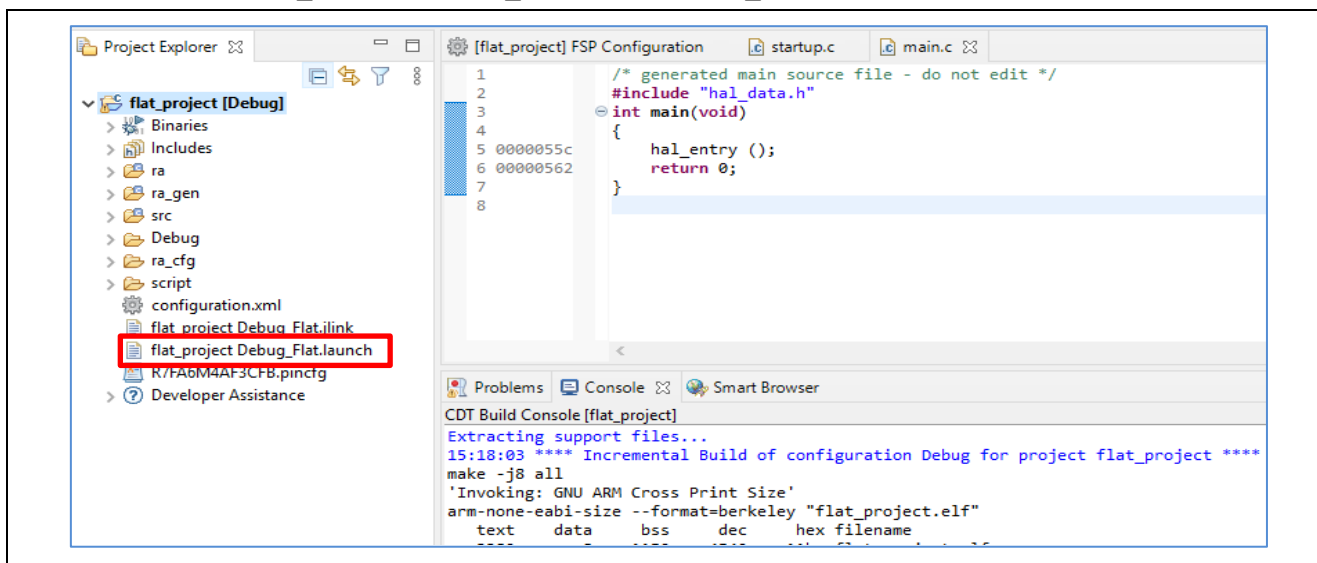 Project Explorer
flat_project [Debug]
Binaries
Includes
ra
ra_gen
src
Debug
ra_cfg
script
configuration.xml
flat_project Debug_Flat.jlink
flat_project Debug_Flat.launch
R7FA6M4AF3CFB.pincfg
Developer Assistance
[flat_project] FSP Configuration startup.c main.c
1 /* generated main source file - do not edit */
2 #include "hal_data.h"
3 int main(void)
4 {
5 0000055c hal_entry ();
6 00000562 return 0;
7 }
8
Problems Console Smart Browser
CDT Build Console [flat_project]
Extracting support files...
15:18:03 **** Incremental Build of configuration Debug for project flat_project ****
make -j8 all
'Invoking: GNU ARM Cross Print Size'
arm-none-eabi-size --format=berkeley "flat_project.elf"
text data bss dec hex filename